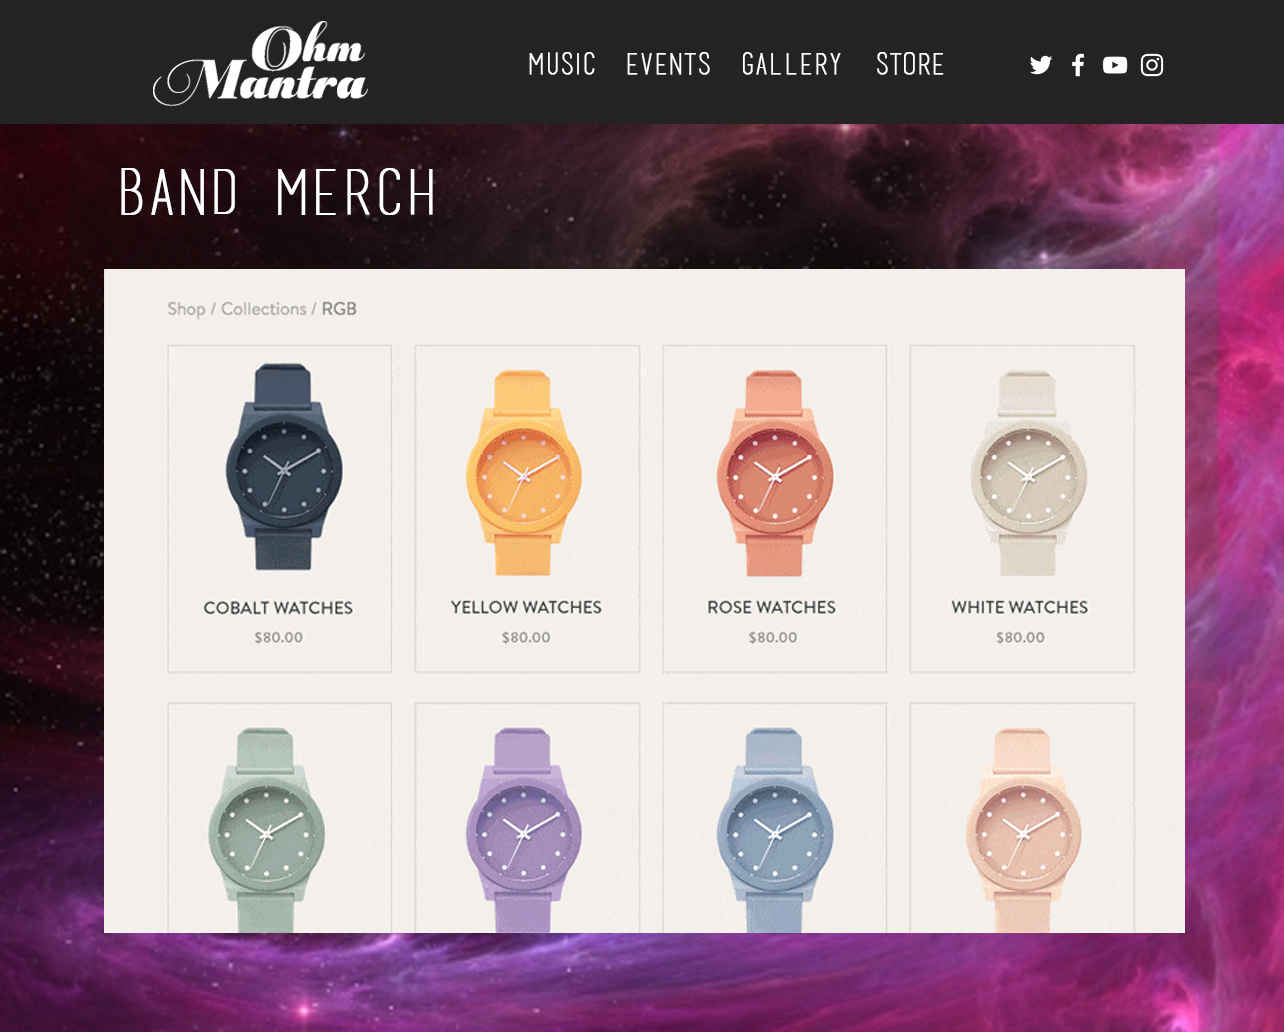 Ohm
Mantra
MUSIC EVENTS GALLERY STORE
BAND MERCH
Shop / Collections / RGB
COBALT WATCHES
$80.00
YELLOW WATCHES
$80.00
ROSE WATCHES
$80.00
WHITE WATCHES
$80.00